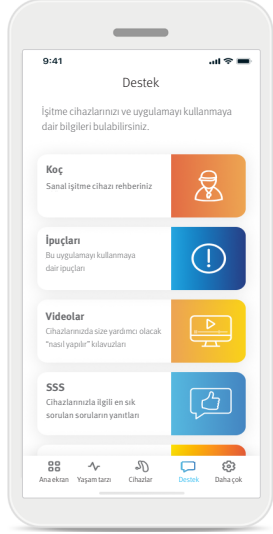 9:41
Destek
İşitme cihazlarınızı ve uygulamayı kullanmaya
dair bilgileri bulabilirsiniz.
Koç
Sanal işitme cihazı rehberiniz
İpuçları
Bu uygulamayı kullanmaya
dair ipuçları
Videolar
Cihazlarınızda size yardımcı olacak
"nasıl yapılır" kılavuzları
SSS
Cihazlarınızla ilgili en sık
sorulan soruların yanıtları
Ana ekran Yaşam tarzı Cihazlar Destek Daha çok